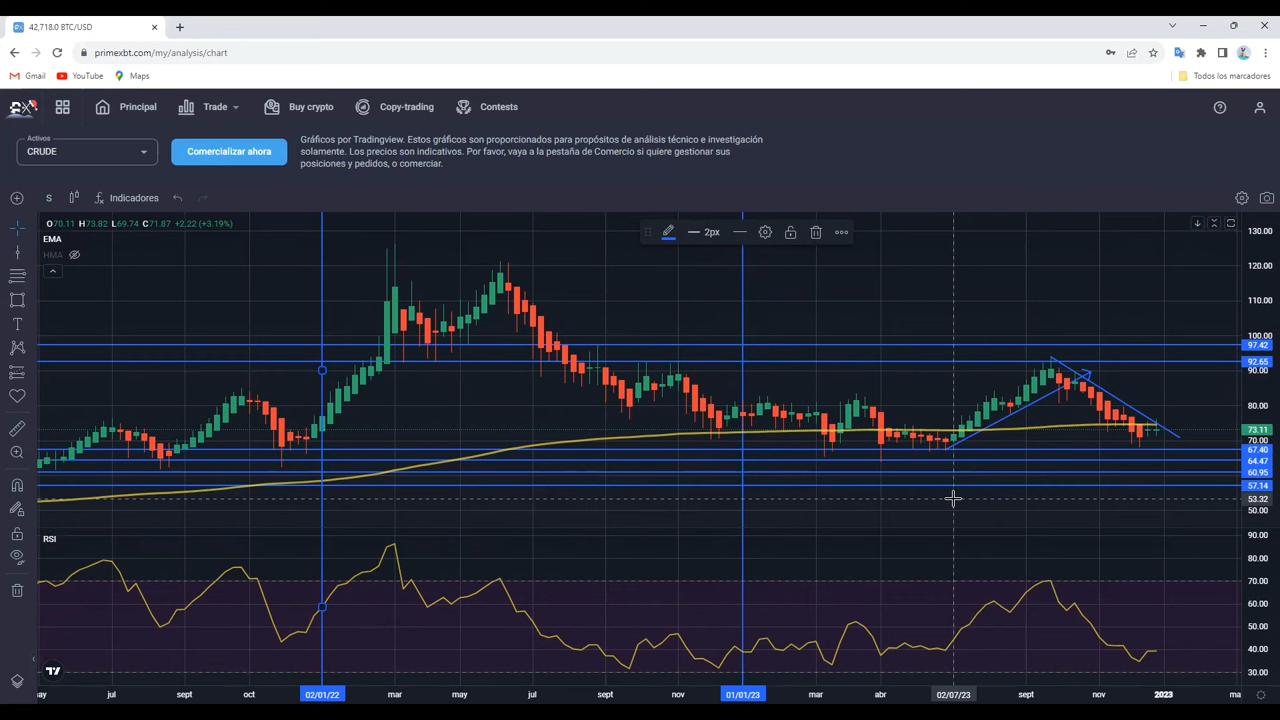 42,718.0 BTC/USD
primexbt.com/my/analysis/chart
Gmail YouTube Maps Todos los marcadores
Principal Trade Buy crypto Copy-trading Contests
Activos
CRUDE
Comercializar ahora
Gráficos por Tradingview. Estos gráficos son proporcionados para propósitos de análisis técnico e investigación
solamente. Los precios son indicativos. Por favor, vaya a la pestaña de Comercio si quiere gestionar sus
posiciones y pedidos, o comerciar.
S Indicadores
O70.11 H73.82 L69.74 C71.87 +2.22 (+3.19%)
2px
EMA
HMA
130.00
120.00
110.00
100.00
97.42
92.65
90.00
80.00
73.11
70.00
67.40
64.47
60.95
57.14
53.32
50.00
RSI
90.00
80.00
70.00
60.00
50.00
40.00
30.00
ay jul sept oct 02/01/22 mar may jul sept nov 01/01/23 mar abr 02/07/23 sept nov 2023 ma